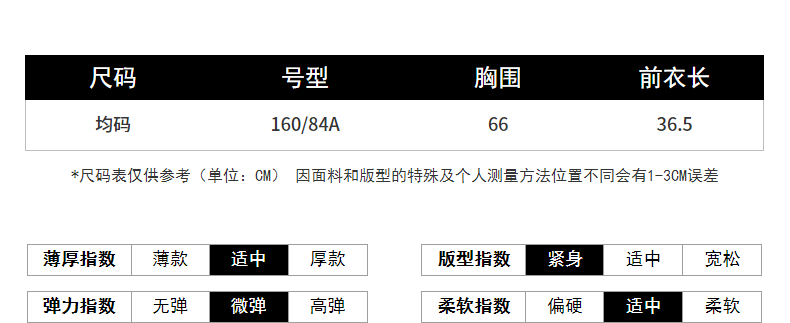 尺码 号型 胸围 前衣长
均码 160/84A 66 36.5
*尺码表仅供参考（单位：CM） 因面料和版型的特殊及个人测量方法位置不同会有1-3CM误差
薄厚指数 薄款 适中 厚款 版型指数 紧身 适中 宽松
弹力指数 无弹 微弹 高弹 柔软指数 偏硬 适中 柔软